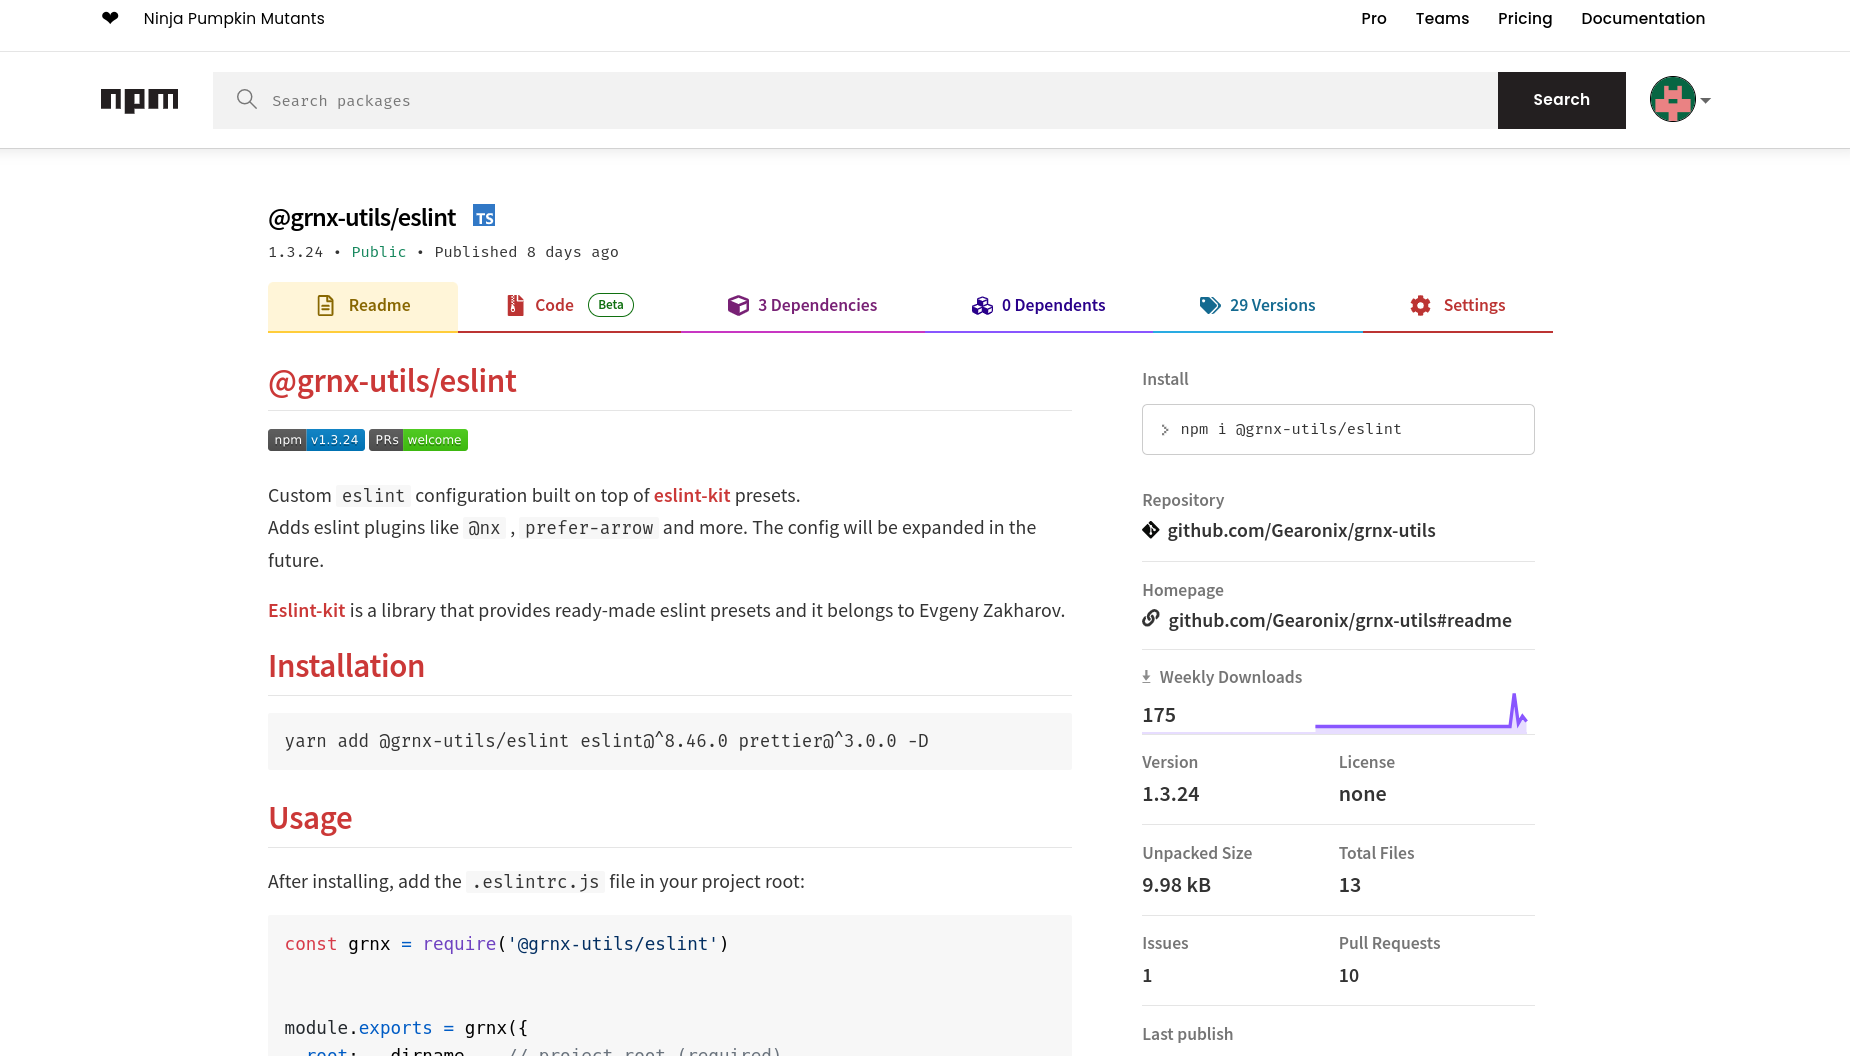 ❤ Ninja Pumpkin Mutants
Pro Teams Pricing Documentation
npm
Search packages
Search
@grnx-utils/eslint TS
1.3.24 • Public • Published 8 days ago
Readme
Code Beta
3 Dependencies
0 Dependents
29 Versions
Settings
@grnx-utils/eslint
npm v1.3.24 PRs welcome
Custom eslint configuration built on top of eslint-kit presets.
Adds eslint plugins like @nx , prefer-arrow and more. The config will be expanded in the
future.
Eslint-kit is a library that provides ready-made eslint presets and it belongs to Evgeny Zakharov.
Installation
yarn add @grnx-utils/eslint eslint@^8.46.0 prettier@^3.0.0 -D
Usage
After installing, add the .eslintrc.js file in your project root:
const grnx = require('@grnx-utils/eslint')
module.exports = grnx({
root: __dirname, // project root (required)
Install
> npm i @grnx-utils/eslint
Repository
github.com/Gearonix/grnx-utils
Homepage
github.com/Gearonix/grnx-utils#readme
Weekly Downloads
175
Version License
1.3.24 none
Unpacked Size Total Files
9.98 kB 13
Issues Pull Requests
1 10
Last publish